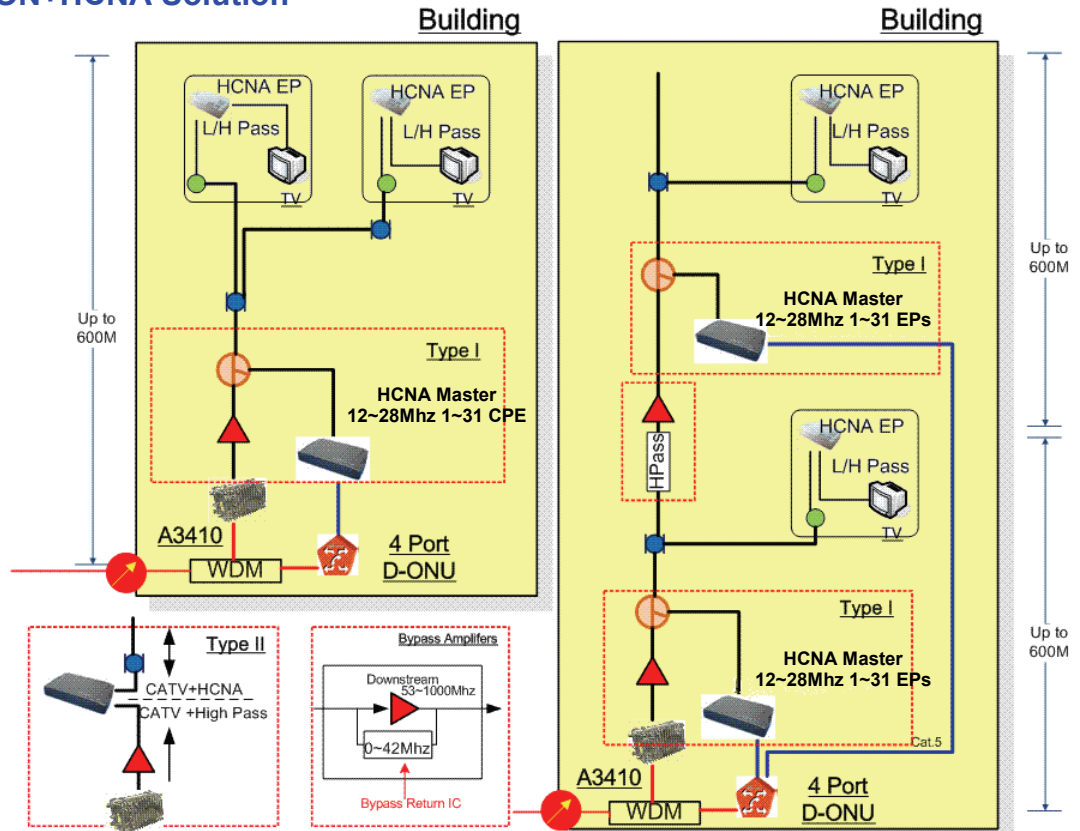 ON+HCNA Solution
Building
HCNA EP
L/H Pass
TV
HCNA EP
L/H Pass
TV
Up to
600M
Type I
HCNA Master
12~28Mhz 1~31 CPE
A3410
WDM
4 Port
D-ONU
Type II
CATV+HCNA
CATV +High Pass
Bypass Amplifers
Downstream
53~1000Mhz
0~42Mhz
Bypass Return IC
Building
HCNA EP
L/H Pass
TV
Up to
600M
Type I
HCNA Master
12~28Mhz 1~31 EPs
HPass
HCNA EP
L/H Pass
TV
Type I
HCNA Master
12~28Mhz 1~31 EPs
Cat.5
Up to
600M
A3410
WDM
4 Port
D-ONU